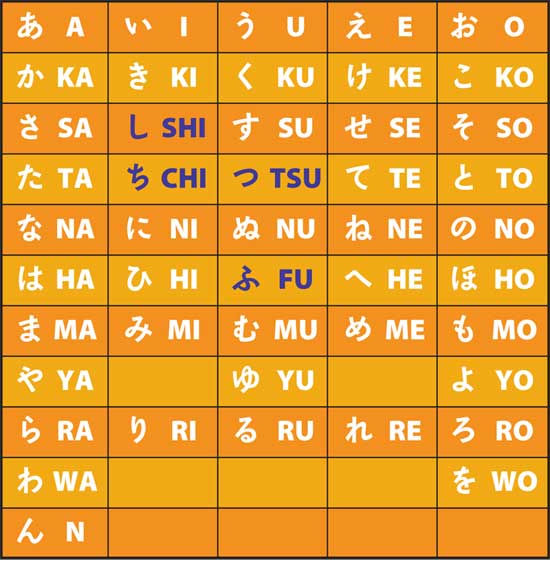 あ A い I う U え E お O
か KA き KI く KU け KE こ KO
さ SA し SHI す SU せ SE そ SO
た TA ち CHI つ TSU て TE と TO
な NA に NI ぬ NU ね NE の NO
は HA ひ HI ふ FU へ HE ほ HO
ま MA み MI む MU め ME も MO
や YA ゆ YU よ YO
ら RA り RI る RU れ RE ろ RO
わ WA を WO
ん N